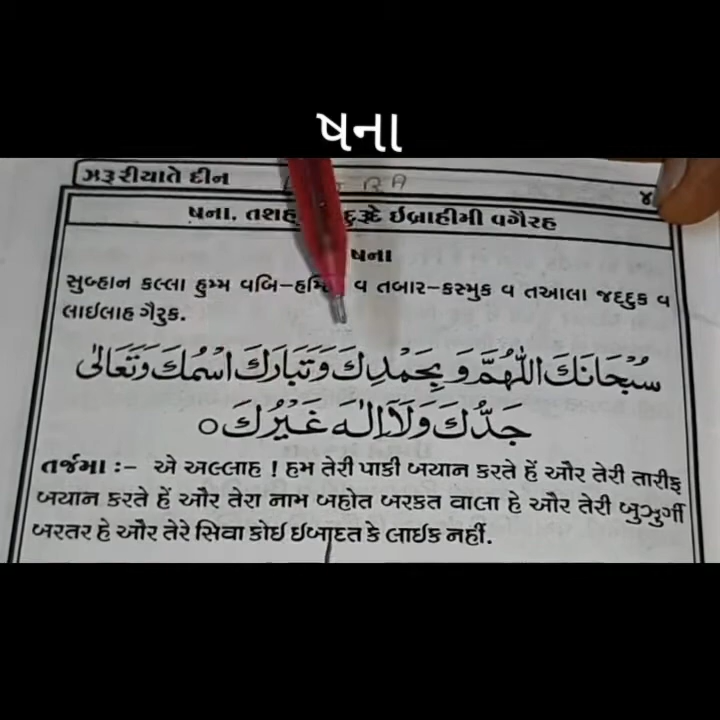 ષના
ઝરૂરીયાતે દીન
૪
ષના, તશહ દુરૂદે ઈબ્રાહીમી વગૈરહ
ષના
સુબ્હાન કલ્લા હુમ્મ વબિ-હમ્દિ વ તબાર-કસ્મુક વ તઆલા જદ્દુક વ
લાઈલાહ ગૈરુક.
سُبْحَانَكَ اللّٰهُمَّ وَ بِحَمْدِكَ وَتَبَارَكَ اسْمُكَ وَتَعَالٰى
جَدُّكَ وَلَا اِلٰهَ غَيْرُكَ ○
તર્જમા :- એ અલ્લાહ ! હમ તેરી પાકી બયાન કરતે હેં ઔર તેરી તારીફ
બયાન કરતે હેં ઔર તેરા નામ બહોત બરકત વાલા હે ઔર તેરી બુઝુર્ગી
બરતર હે ઔર તેરે સિવા કોઈ ઈબાદત કે લાઈક નહીં.